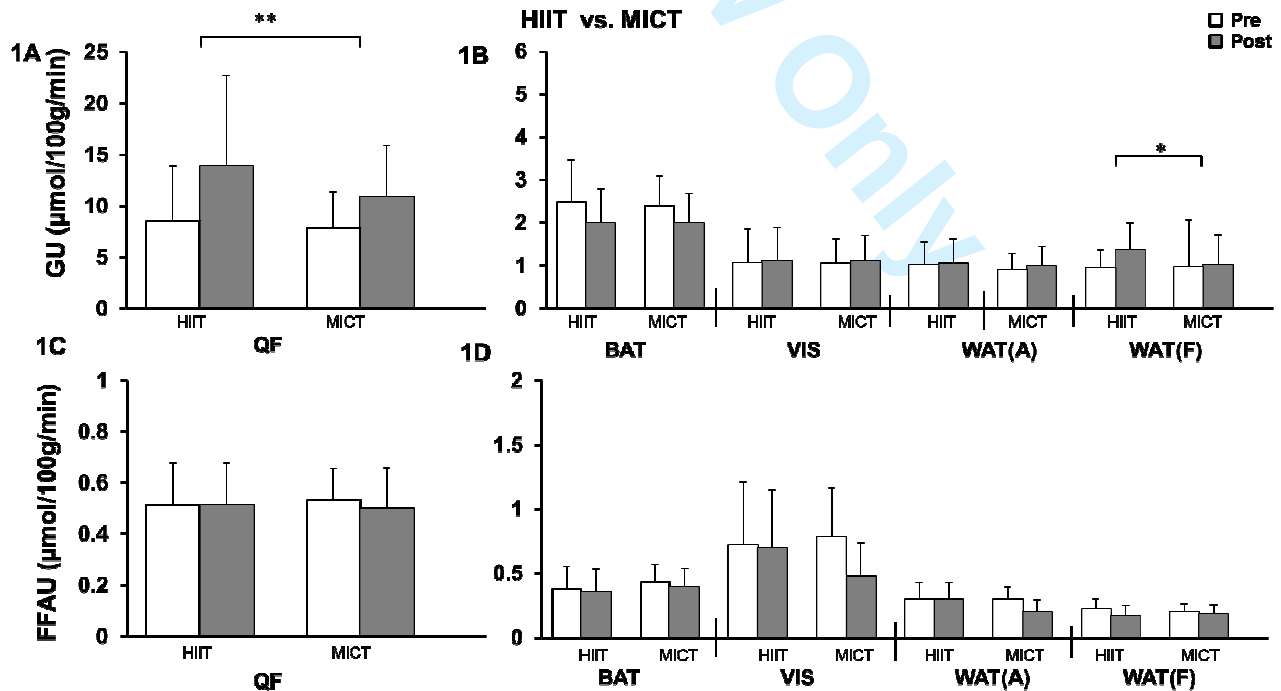 HIIT vs. MICT
Pre
Post
1A
**
GU (µmol/100g/min)
25
20
15
10
5
0
HIIT MICT
QF
1B
6
5
4
3
2
1
0
*
HIIT MICT HIIT MICT HIIT MICT HIIT MICT
BAT VIS WAT(A) WAT(F)
1C
FFAU (µmol/100g/min)
1
0.8
0.6
0.4
0.2
0
HIIT MICT
QF
1D
2
1.5
1
0.5
0
HIIT MICT HIIT MICT HIIT MICT HIIT MICT
BAT VIS WAT(A) WAT(F)
Only